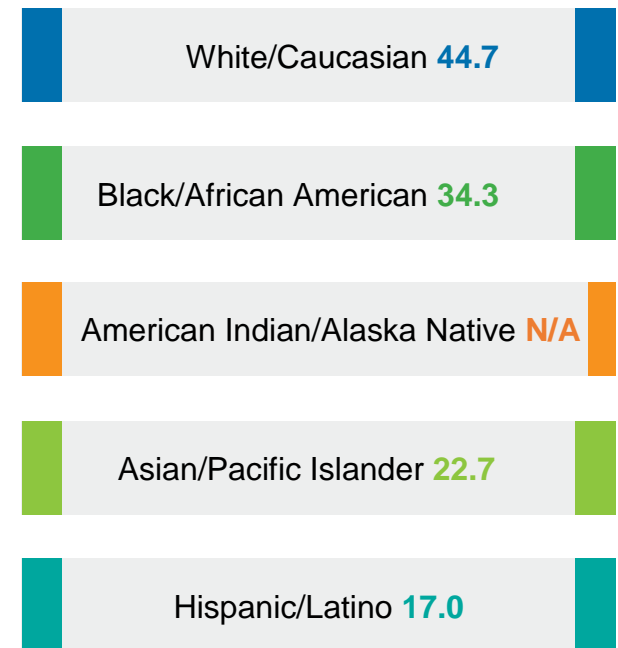 White/Caucasian 44.7
Black/African American 34.3
American Indian/Alaska Native N/A
Asian/Pacific Islander 22.7
Hispanic/Latino 17.0